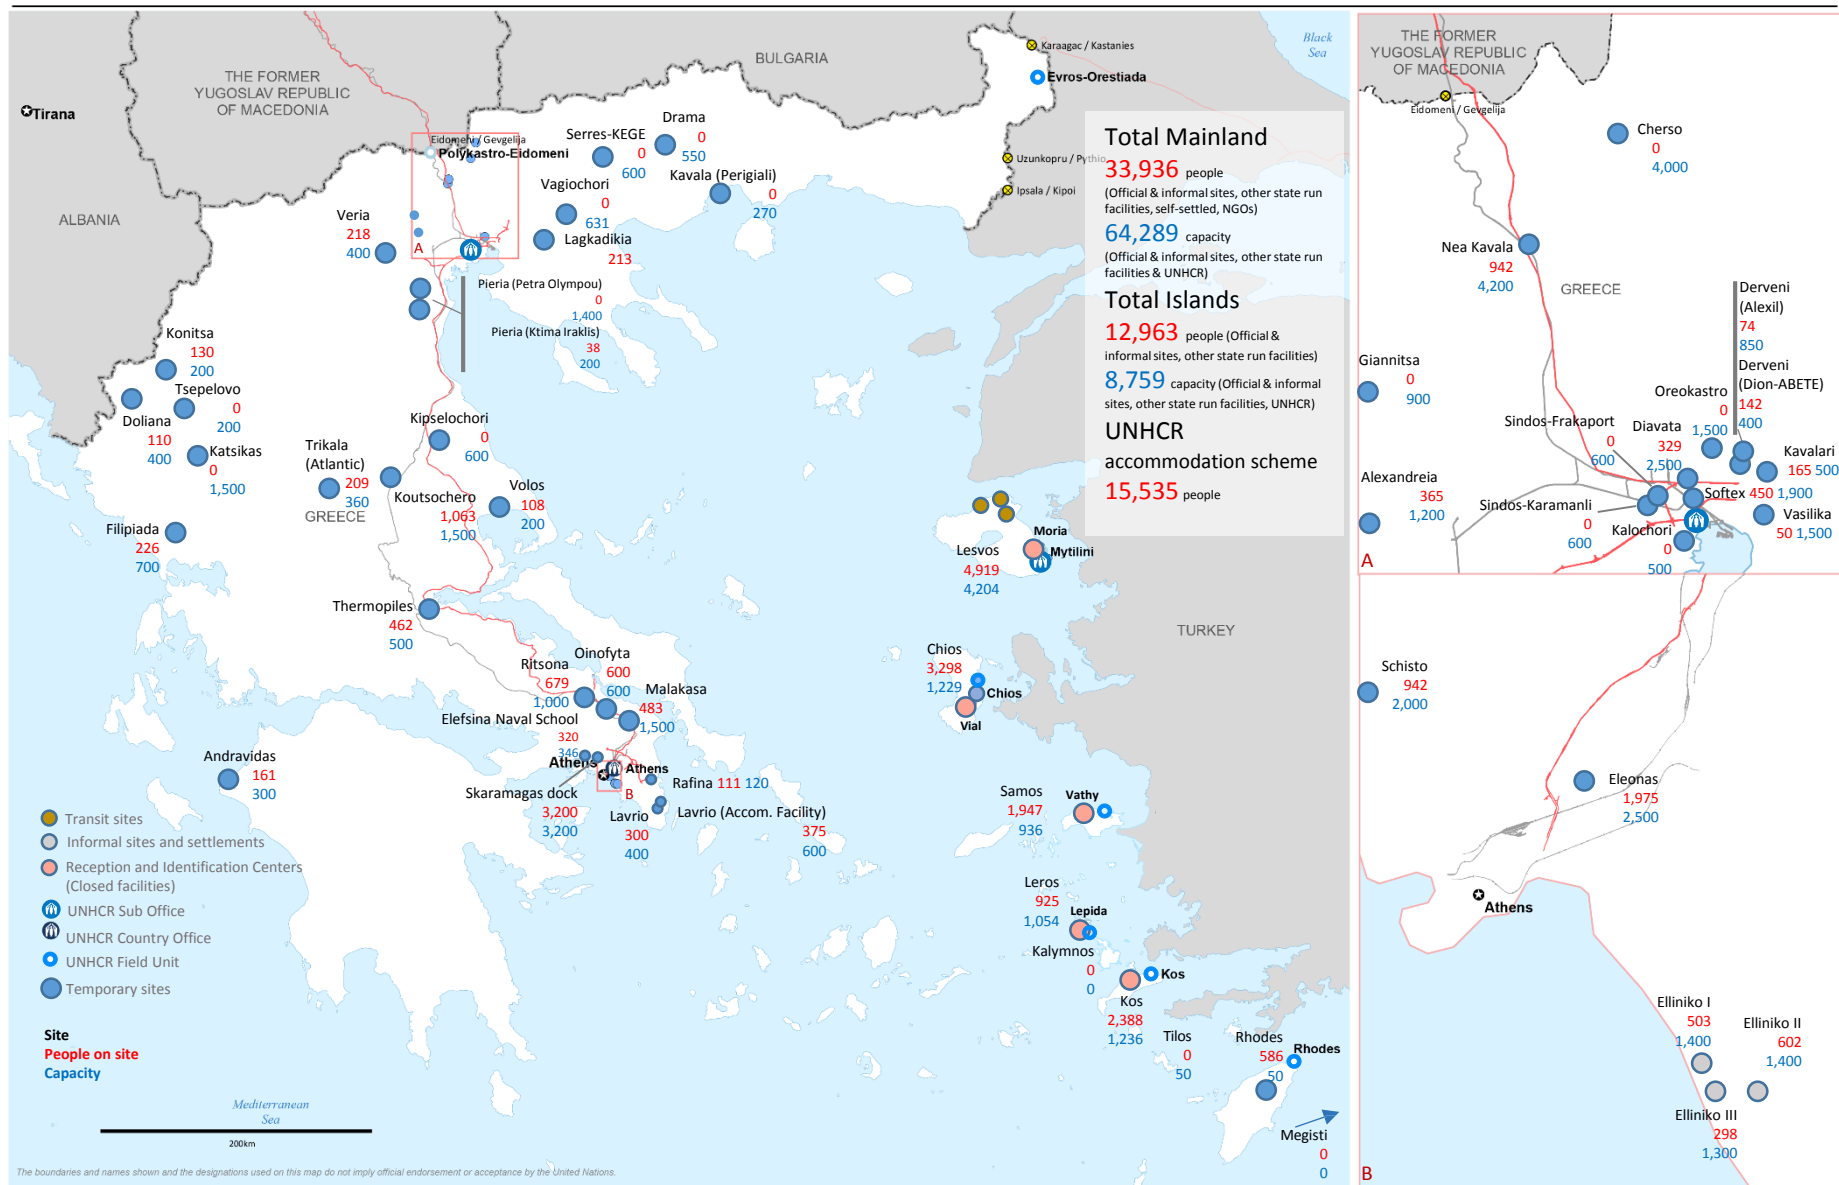 THE FORMER
YUGOSLAV REPUBLIC
OF MACEDONIA
BULGARIA
Black
Sea
Karaagac / Kastanies
Evros-Orestiada
Tirana
ALBANIA
Eidomeni / Gevgelija
Polykastro-Eidomeni
Serres-KEGE
0
600
Drama
0
550
Kavala (Perigiali)
0
270
Vagiochori
0
631
Lagkadikia
213
Uzunkopru / Pythio
Ipsala / Kipoi
Veria
218
400
A
Pieria (Petra Olympou)
0
1,400
Pieria (Ktima Iraklis)
38
200
Konitsa
130
200
Tsepelovo
0
200
Doliana
110
400
Katsikas
0
1,500
Trikala
(Atlantic)
209
360
GREECE
Kipselochori
0
600
Koutsochero
1,063
1,500
Volos
108
200
Filipiada
226
700
Thermopiles
462
500
Ritsona
679
1,000
Oinofyta
600
600
Malakasa
483
1,500
Elefsina Naval School
320
346
Athens
Athens
B
Skaramagas dock
3,200
3,200
Rafina 111 120
Lavrio
300
400
Lavrio (Accom. Facility)
375
600
Andravidas
161
300
Total Mainland
33,936 people
(Official & informal sites, other state run
facilities, self-settled, NGOs)
64,289 capacity
(Official & informal sites, other state run
facilities & UNHCR)
Total Islands
12,963 people (Official &
informal sites, other state run facilities)
8,759 capacity (Official & informal
sites, other state run facilities, UNHCR)
UNHCR
accommodation scheme
15,535 people
Moria
Mytilini
Lesvos
4,919
4,204
TURKEY
Chios
3,298
1,229
Chios
Vial
Samos
1,947
936
Vathy
Leros
925
1,054
Lepida
Kalymnos
0
0
Kos
Kos
2,388
1,236
Tilos
0
50
Rhodes
586
50
Rhodes
Megisti
0
0
Transit sites
Informal sites and settlements
Reception and Identification Centers
(Closed facilities)
UNHCR Sub Office
UNHCR Country Office
UNHCR Field Unit
Temporary sites
Site
People on site
Capacity
Mediterranean
Sea
200km
The boundaries and names shown and the designations used on this map do not imply official endorsement or acceptance by the United Nations.
THE FORMER
YUGOSLAV REPUBLIC
OF MACEDONIA
Eidomeni / Gevgelija
Cherso
0
4,000
Nea Kavala
942
4,200
GREECE
Derveni
(Alexil)
74
850
Derveni
(Dion-ABETE)
142
400
Giannitsa
0
900
Oreokastro
0
1,500
Sindos-Frakaport
0
600
Diavata
329
2,500
Kavalari
165 500
Alexandreia
365
1,200
Softex 450 1,900
Sindos-Karamanli
0
600
Kalochori
0
500
Vasilika
50 1,500
A
Schisto
942
2,000
Eleonas
1,975
2,500
Athens
Elliniko I
503
1,400
Elliniko II
602
1,400
Elliniko III
298
1,300
B